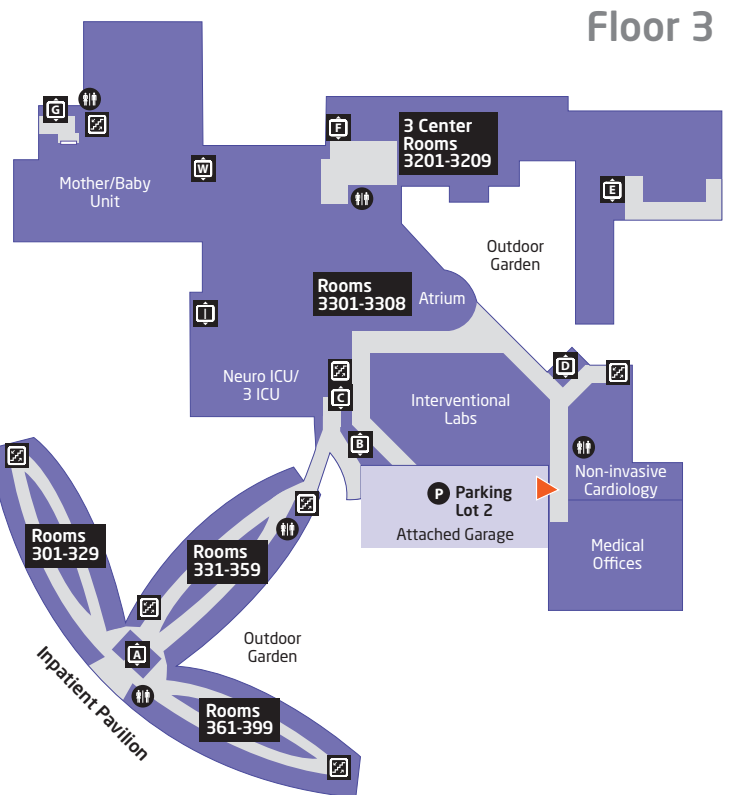 Floor 3
G
W
F
3 Center
Rooms
3201-3209
E
Mother/Baby
Unit
Outdoor
Garden
Rooms
3301-3308
Atrium
I
Neuro ICU/
3 ICU
C
D
Interventional
Labs
B
Non-invasive
Cardiology
P Parking
Lot 2
Attached Garage
Medical
Offices
Rooms
301-329
Rooms
331-359
A
Outdoor
Garden
Inpatient Pavilion
Rooms
361-399